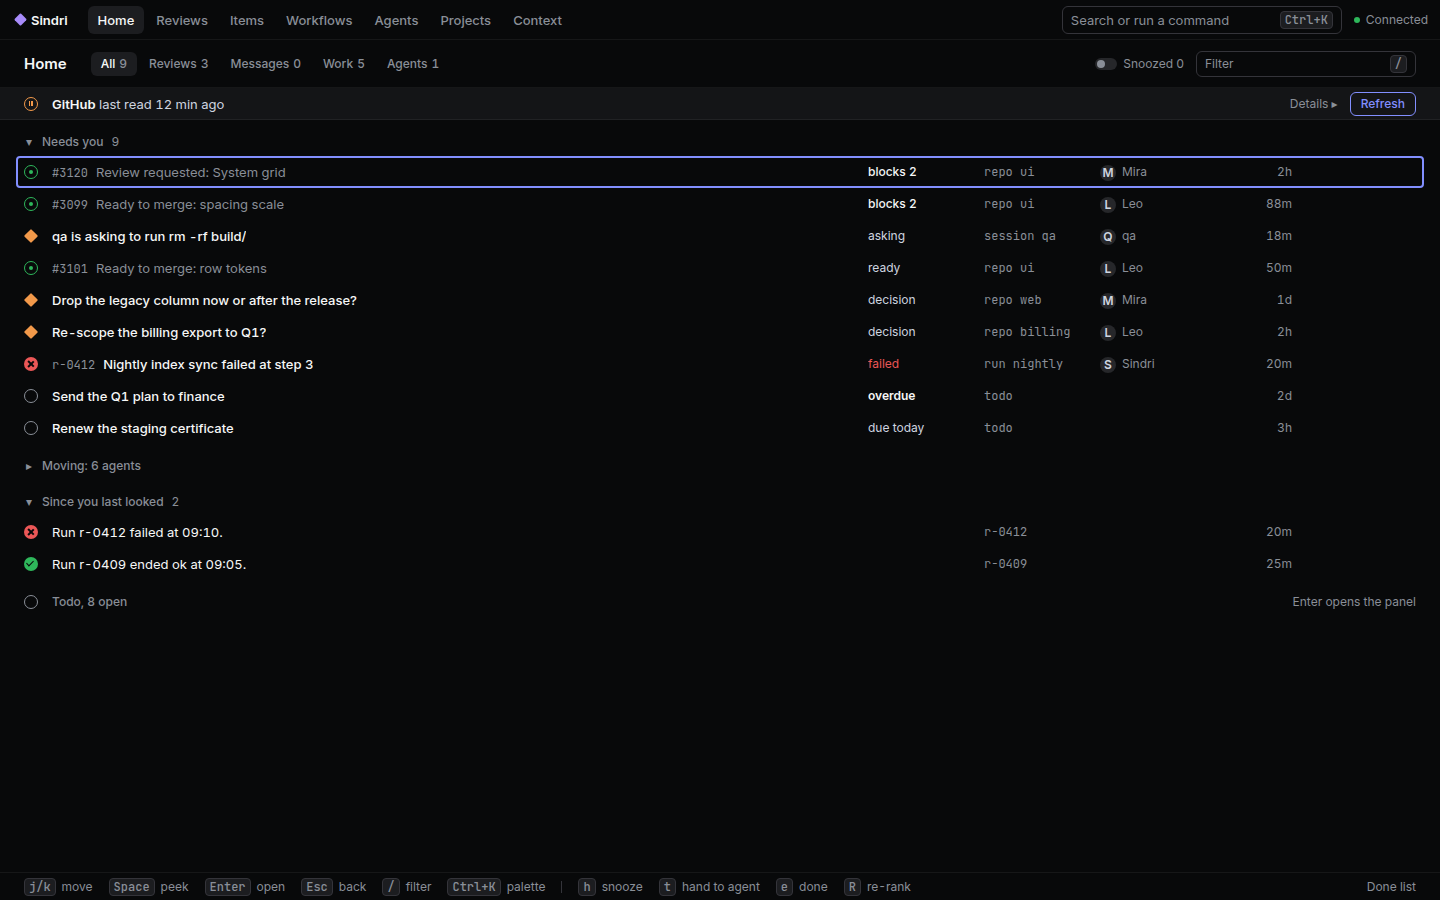 Sindri Home Reviews Items Workflows Agents Projects Context Search or run a command Ctrl+K Connected
Home All 9 Reviews 3 Messages 0 Work 5 Agents 1 Snoozed 0 Filter /
GitHub last read 12 min ago Details ▸ Refresh
▾ Needs you 9
#3120 Review requested: System grid blocks 2 repo ui M Mira 2h
#3099 Ready to merge: spacing scale blocks 2 repo ui L Leo 88m
qa is asking to run rm -rf build/ asking session qa Q qa 18m
#3101 Ready to merge: row tokens ready repo ui L Leo 50m
Drop the legacy column now or after the release? decision repo web M Mira 1d
Re-scope the billing export to Q1? decision repo billing L Leo 2h
r-0412 Nightly index sync failed at step 3 failed run nightly S Sindri 20m
Send the Q1 plan to finance overdue todo 2d
Renew the staging certificate due today todo 3h
▸ Moving: 6 agents
▾ Since you last looked 2
Run r-0412 failed at 09:10. r-0412 20m
Run r-0409 ended ok at 09:05. r-0409 25m
Todo, 8 open Enter opens the panel
j/k move Space peek Enter open Esc back / filter Ctrl+K palette h snooze t hand to agent e done R re-rank Done list